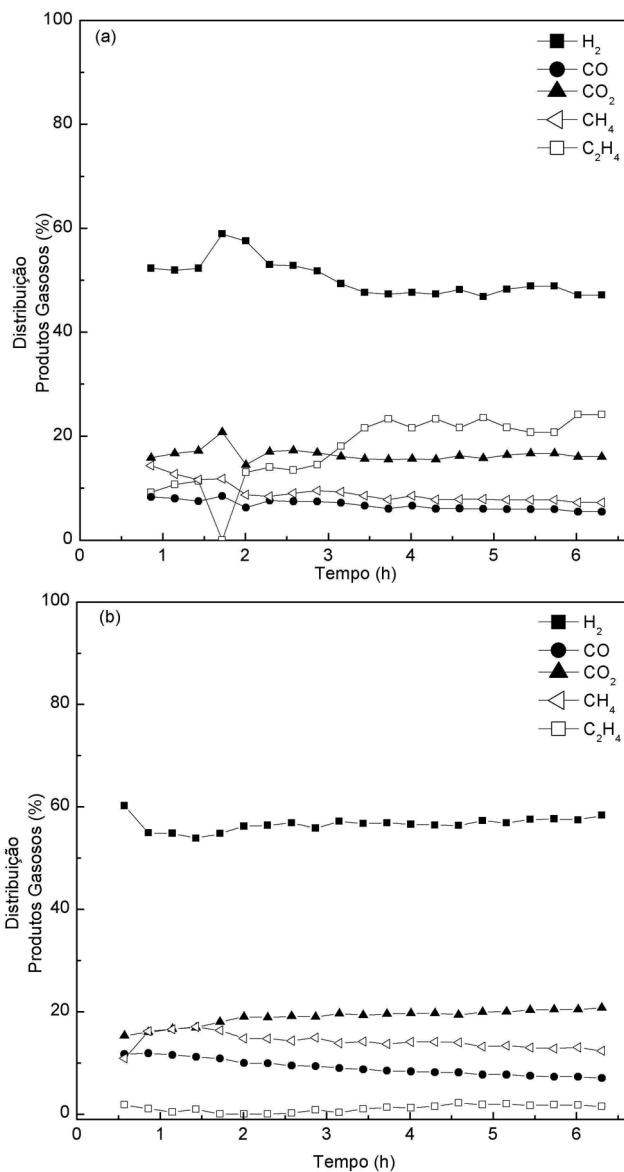 (a)
H₂
CO
CO₂
CH₄
C₂H₄
Distribuição
Produtos Gasosos (%)
100
80
60
40
20
0
0 1 2 3 4 5 6
Tempo (h)
(b)
H₂
CO
CO₂
CH₄
C₂H₄
Distribuição
Produtos Gasosos (%)
100
80
60
40
20
0
0 1 2 3 4 5 6
Tempo (h)